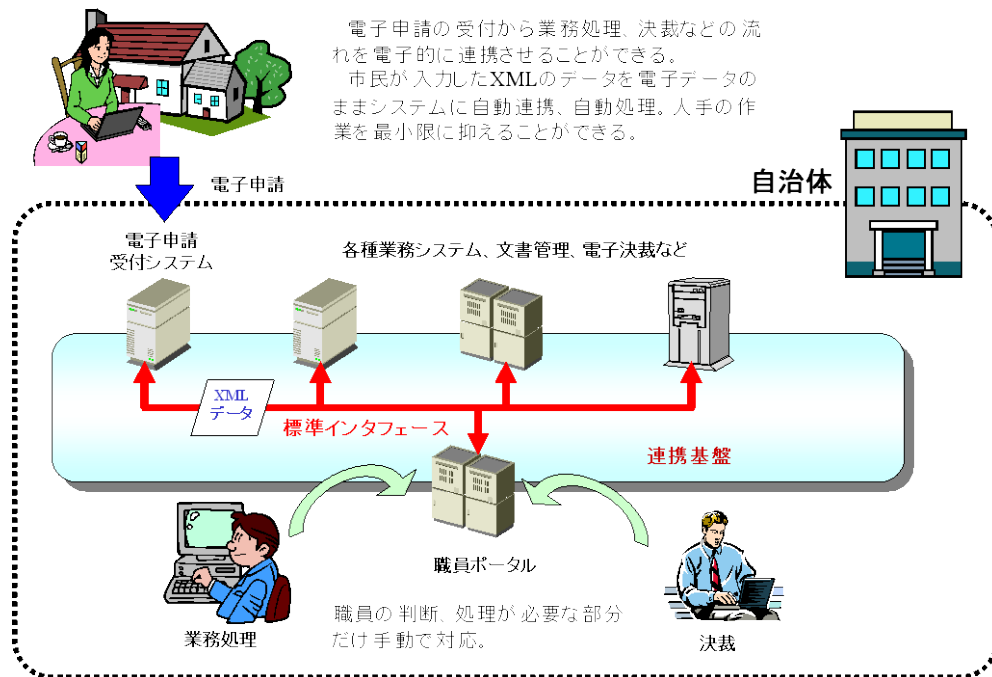 電子申請の受付から業務処理、決裁などの流
れを電子的に連携させることができる。
市民が入力したXMLのデータを電子データの
ままシステムに自動連携、自動処理。人手の作
業を最小限に抑えることができる。
電子申請
自治体
電子申請
受付システム
各種業務システム、文書管理、電子決裁など
XML
データ
標準インタフェース
連携基盤
職員ポータル
業務処理
職員の判断、処理が必要な部分
だけ手動で対応。
決裁